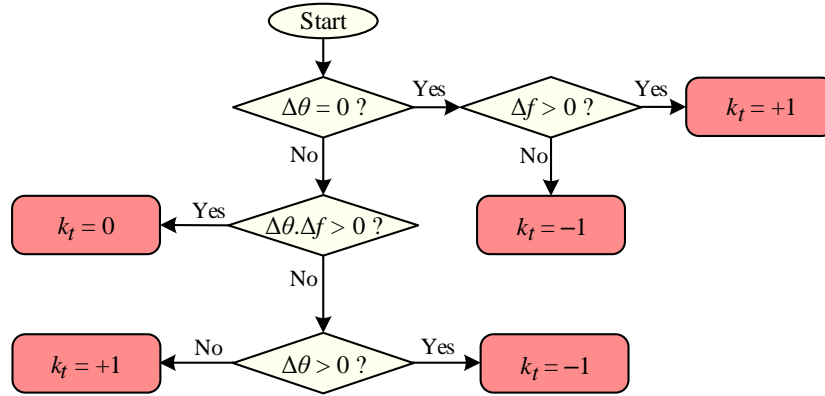 Start
Δθ = 0 ?
Yes
Δf > 0 ?
Yes
k_t = +1
No
No
k_t = 0
Yes
Δθ.Δf > 0 ?
k_t = −1
No
k_t = +1
No
Δθ > 0 ?
Yes
k_t = −1